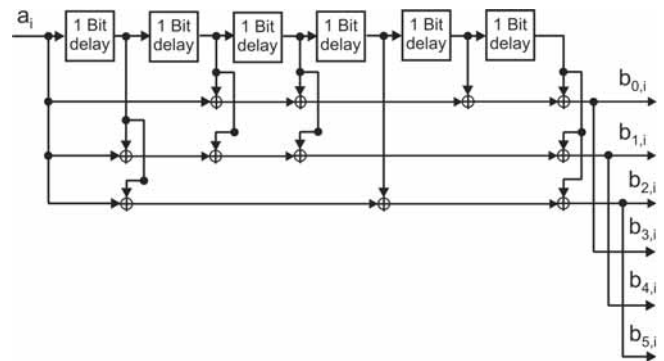 a_i
1 Bit delay
1 Bit delay
1 Bit delay
1 Bit delay
1 Bit delay
1 Bit delay
b_0,i
b_1,i
b_2,i
b_3,i
b_4,i
b_5,i